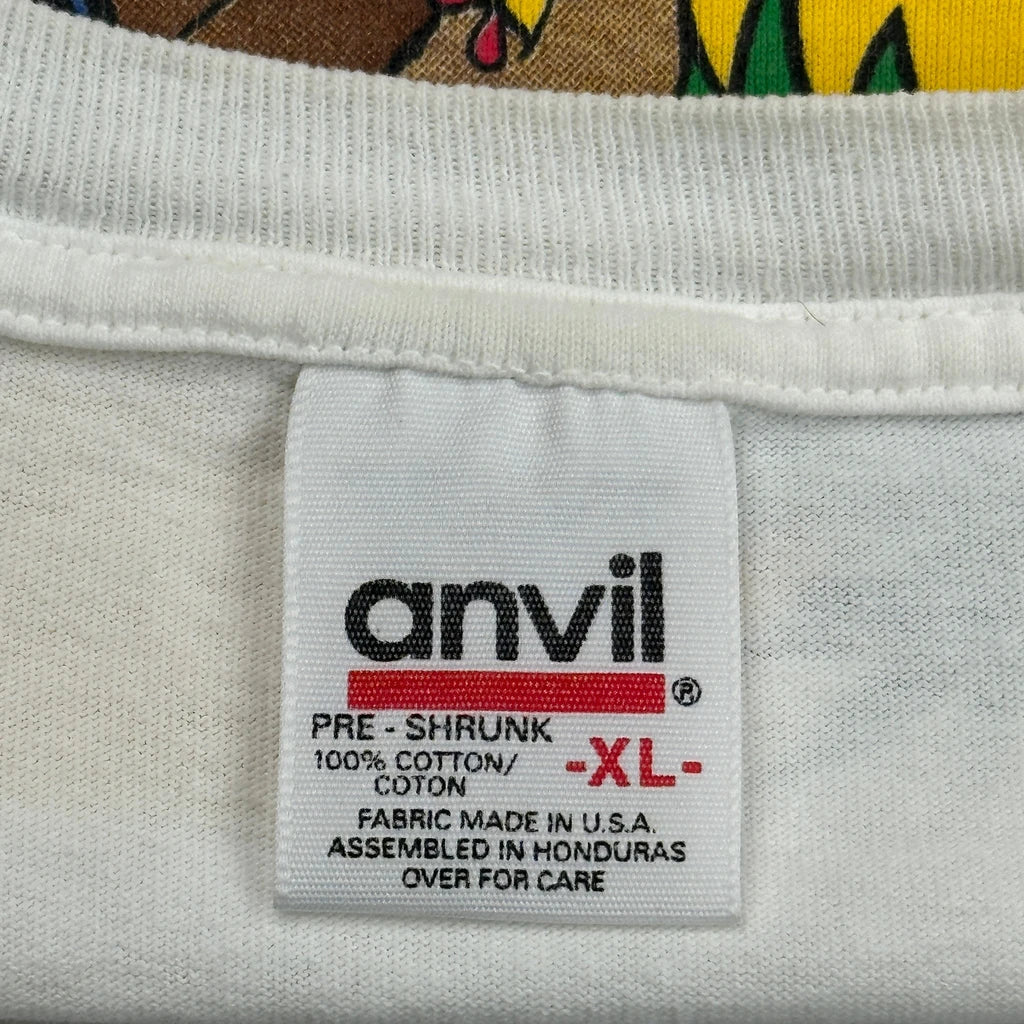 anvil®
PRE - SHRUNK
100% COTTON/
COTON
-XL-
FABRIC MADE IN U.S.A.
ASSEMBLED IN HONDURAS
OVER FOR CARE